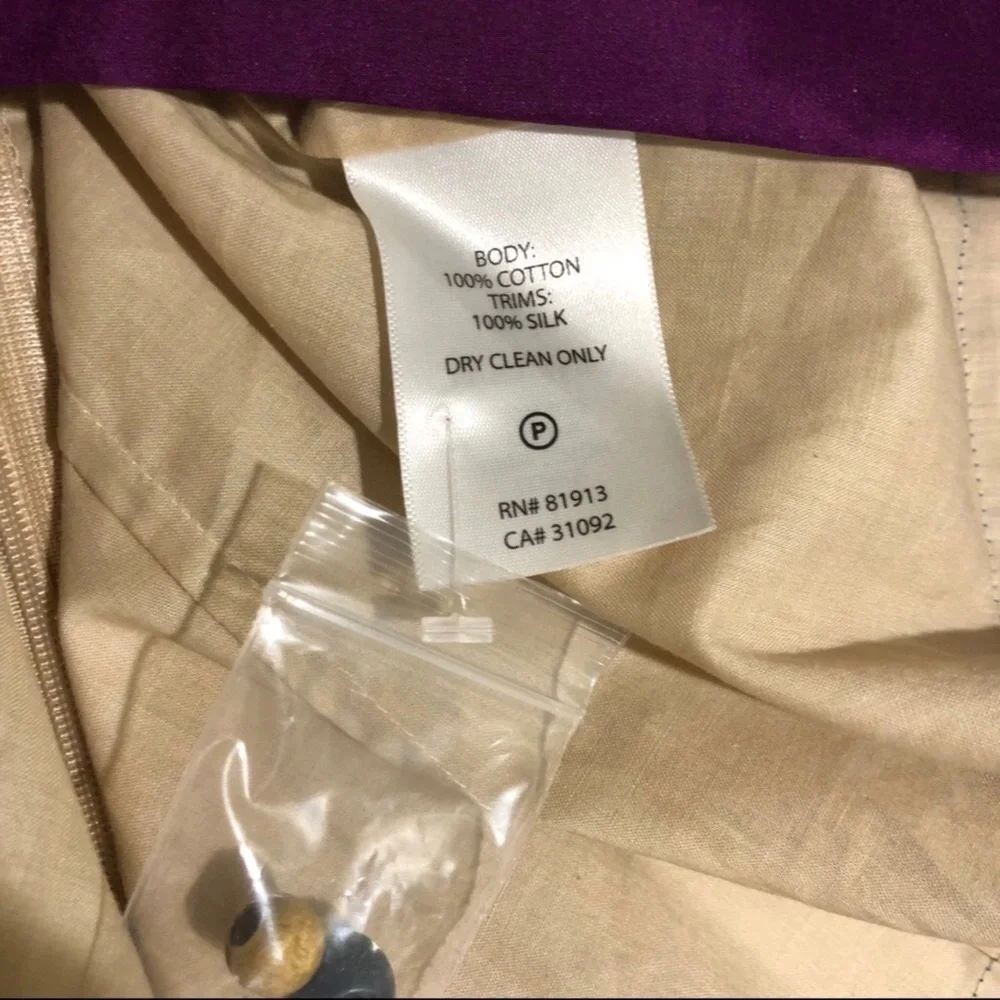 BODY:
100% COTTON
TRIMS:
100% SILK
DRY CLEAN ONLY
P
RN# 81913
CA# 31092